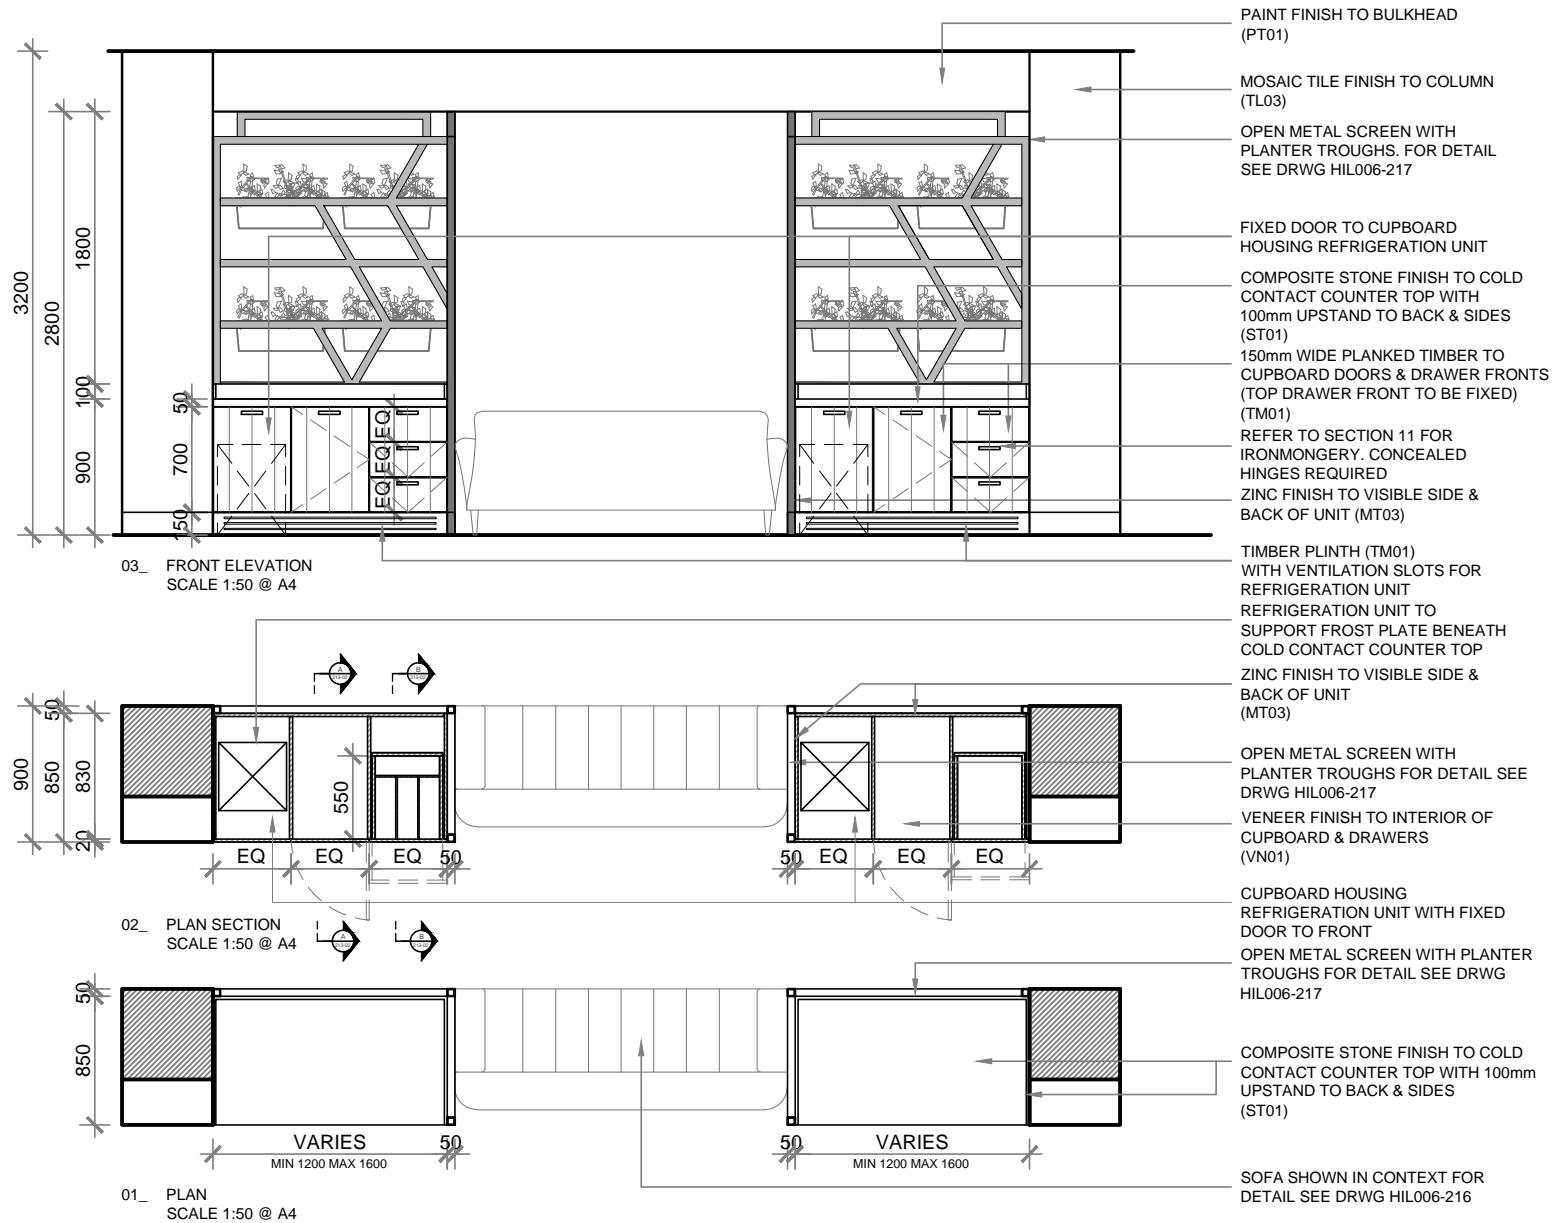 PAINT FINISH TO BULKHEAD
(PT01)
MOSAIC TILE FINISH TO COLUMN
(TL03)
OPEN METAL SCREEN WITH
PLANTER TROUGHS. FOR DETAIL
SEE DRWG HIL006-217
FIXED DOOR TO CUPBOARD
HOUSING REFRIGERATION UNIT
COMPOSITE STONE FINISH TO COLD
CONTACT COUNTER TOP WITH
100mm UPSTAND TO BACK & SIDES
(ST01)
150mm WIDE PLANKED TIMBER TO
CUPBOARD DOORS & DRAWER FRONTS
(TOP DRAWER FRONT TO BE FIXED)
(TM01)
REFER TO SECTION 11 FOR
IRONMONGERY. CONCEALED
HINGES REQUIRED
ZINC FINISH TO VISIBLE SIDE &
BACK OF UNIT (MT03)
TIMBER PLINTH (TM01)
WITH VENTILATION SLOTS FOR
REFRIGERATION UNIT
3200
2800
1800
100
900
50
700
150
EQ
EQ
EQ
03_ FRONT ELEVATION
SCALE 1:50 @ A4
REFRIGERATION UNIT TO
SUPPORT FROST PLATE BENEATH
COLD CONTACT COUNTER TOP
ZINC FINISH TO VISIBLE SIDE &
BACK OF UNIT
(MT03)
OPEN METAL SCREEN WITH
PLANTER TROUGHS FOR DETAIL SEE
DRWG HIL006-217
VENEER FINISH TO INTERIOR OF
CUPBOARD & DRAWERS
(VN01)
CUPBOARD HOUSING
REFRIGERATION UNIT WITH FIXED
DOOR TO FRONT
A
213-02
B
213-02
900
850
50
830
20
550
EQ EQ EQ 50
50 EQ EQ EQ
02_ PLAN SECTION
SCALE 1:50 @ A4
A
213-02
B
213-02
OPEN METAL SCREEN WITH PLANTER
TROUGHS FOR DETAIL SEE DRWG
HIL006-217
COMPOSITE STONE FINISH TO COLD
CONTACT COUNTER TOP WITH 100mm
UPSTAND TO BACK & SIDES
(ST01)
SOFA SHOWN IN CONTEXT FOR
DETAIL SEE DRWG HIL006-216
50
850
VARIES 50
MIN 1200 MAX 1600
50 VARIES
MIN 1200 MAX 1600
01_ PLAN
SCALE 1:50 @ A4